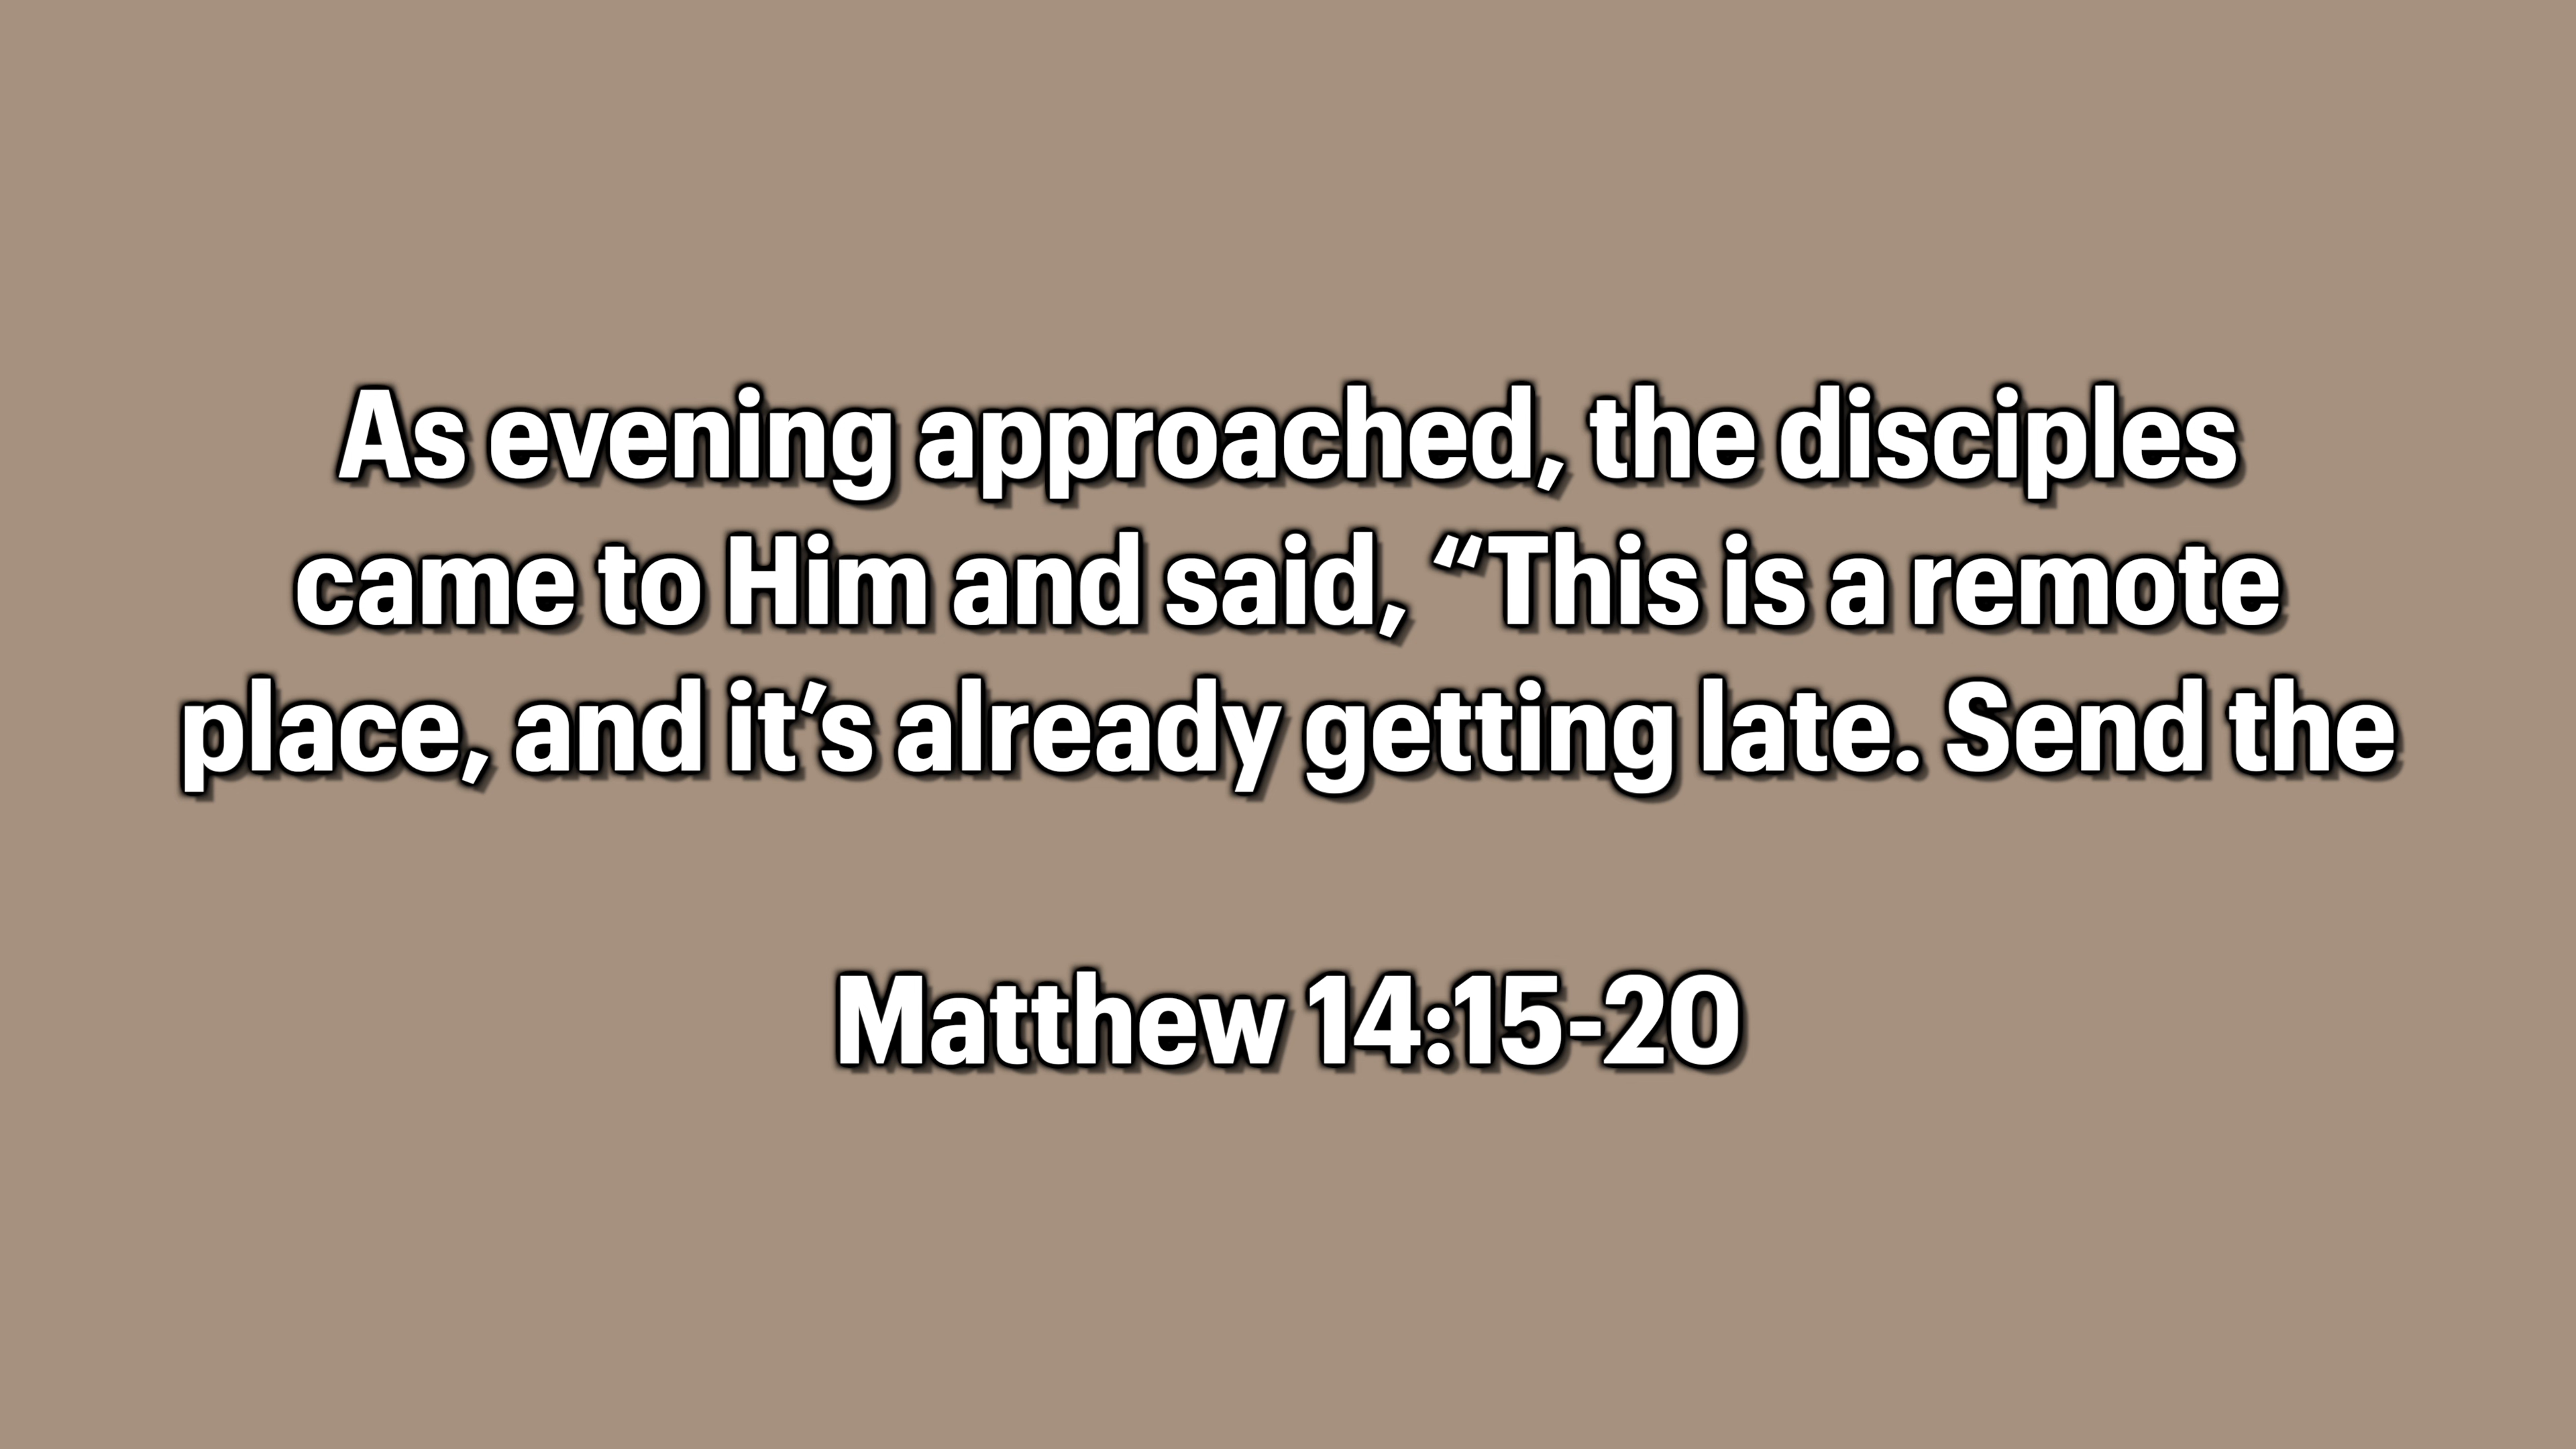 As evening approached, the disciples
came to Him and said, “This is a remote
place, and it’s already getting late. Send the
Matthew 14:15-20